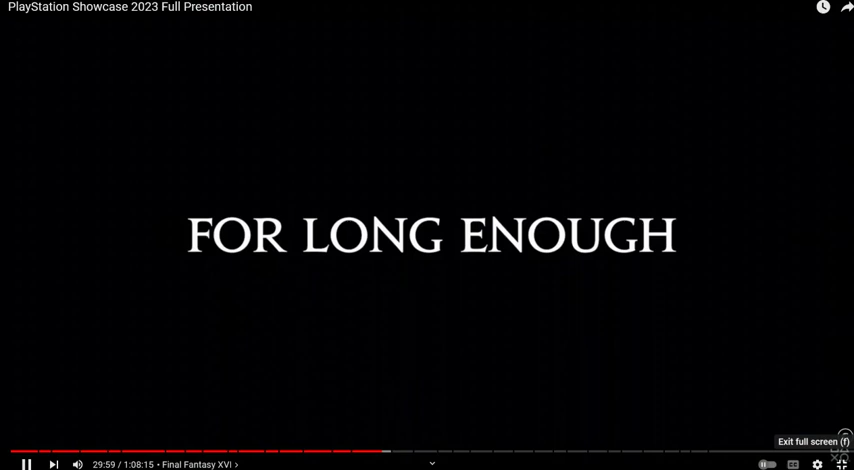 PlayStation Showcase 2023 Full Presentation
FOR LONG ENOUGH
Exit full screen (f)
29:59 / 1:08:15 • Final Fantasy XVI >
CC